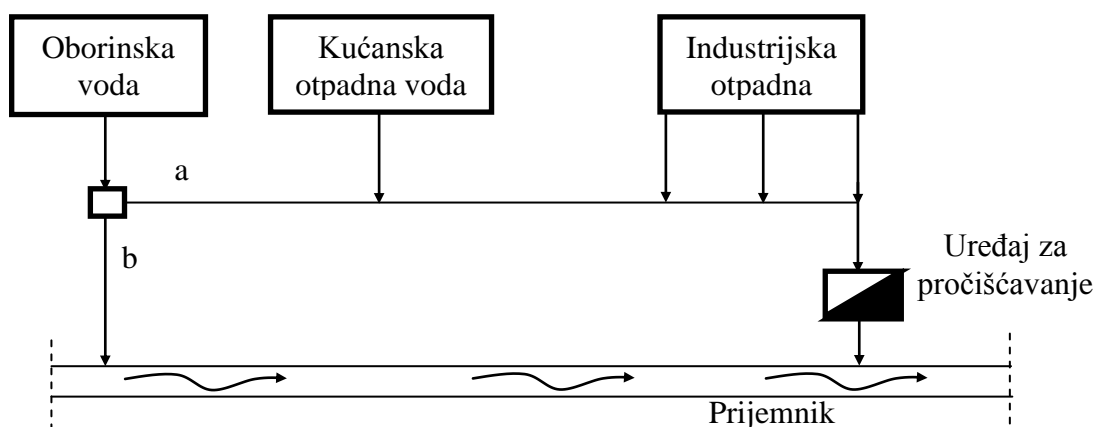 Oborinska
voda
Kućanska
otpadna voda
Industrijska
otpadna
a
b
Uređaj za
pročišćavanje
Prijemnik